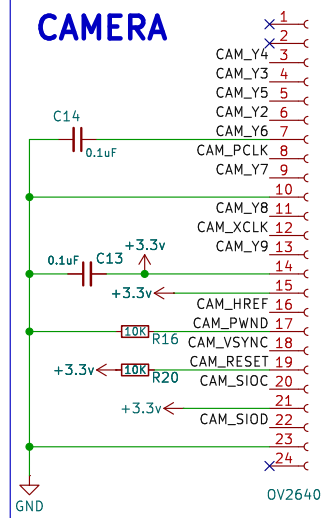 CAMERA
1
2
CAM_Y4 3
CAM_Y3 4
CAM_Y5 5
CAM_Y2 6
C14
0.1uF
CAM_Y6 7
CAM_PCLK 8
CAM_Y7 9
10
CAM_Y8 11
CAM_XCLK 12
CAM_Y9 13
+3.3v
0.1uF C13
14
+3.3v 15
CAM_HREF 16
CAM_PWND 17
10K R16
CAM_VSYNC 18
CAM_RESET 19
+3.3v 10K R20
CAM_SIOC 20
+3.3v 21
CAM_SIOD 22
23
24
GND
OV2640